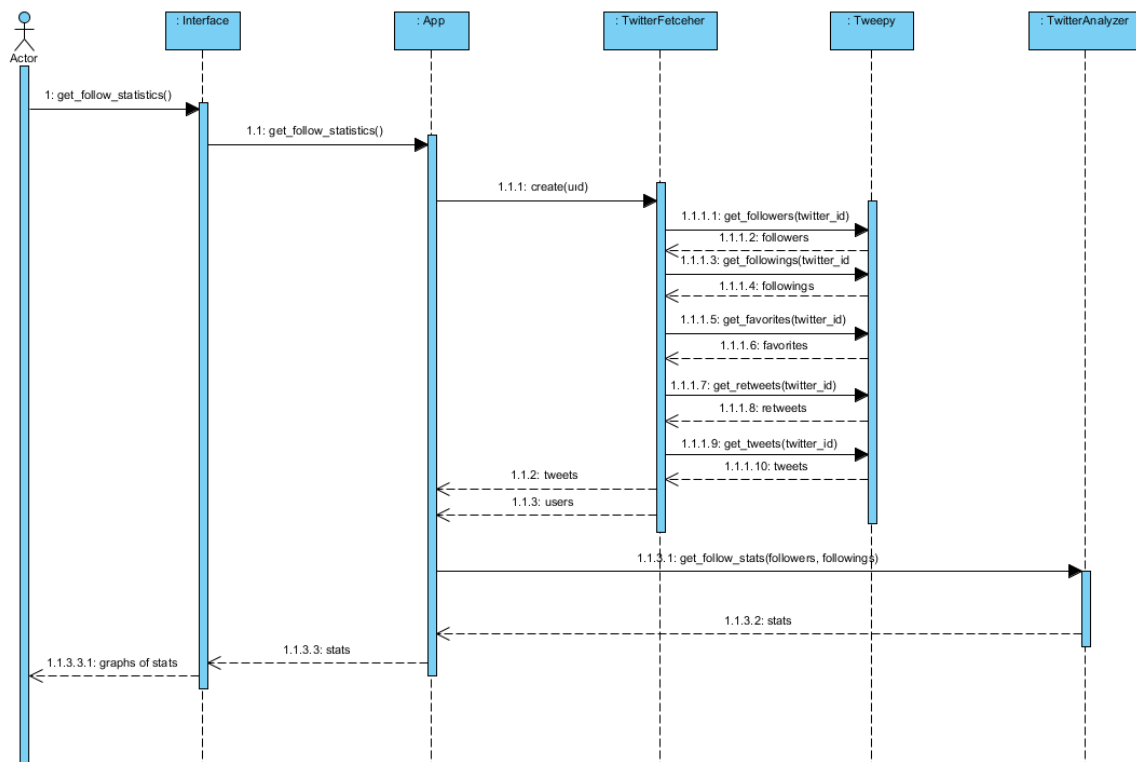 : Interface
: App
: TwitterFetceher
: Tweepy
: TwitterAnalyzer
Actor
1: get_follow_statistics()
1.1: get_follow_statistics()
1.1.1: create(uid)
1.1.1.1: get_followers(twitter_id)
1.1.1.2: followers
1.1.1.3: get_followings(twitter_id
1.1.1.4: followings
1.1.1.5: get_favorites(twitter_id)
1.1.1.6: favorites
1.1.1.7: get_retweets(twitter_id)
1.1.1.8: retweets
1.1.1.9: get_tweets(twitter_id)
1.1.1.10: tweets
1.1.2: tweets
1.1.3: users
1.1.3.1: get_follow_stats(followers, followings)
1.1.3.2: stats
1.1.3.3: stats
1.1.3.3.1: graphs of stats